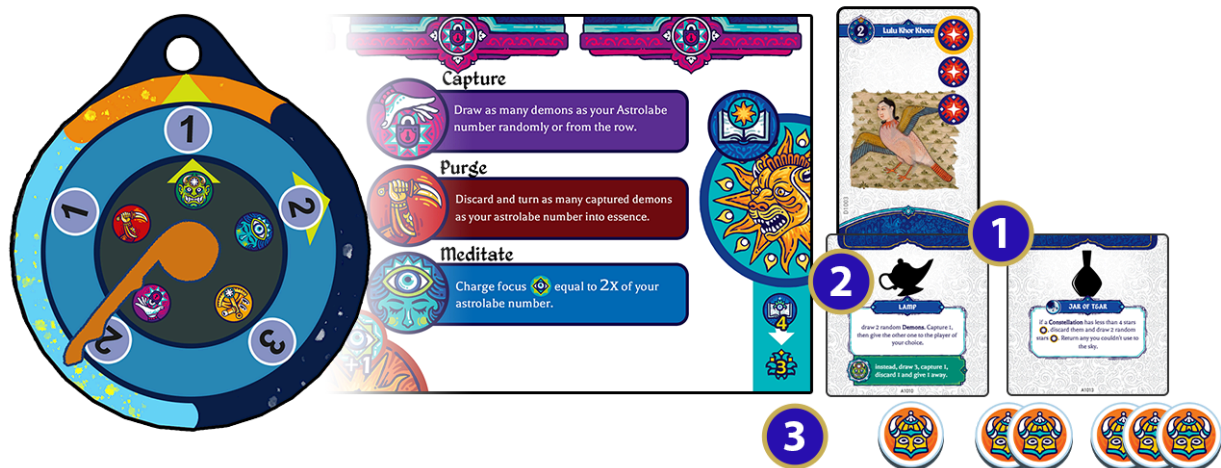 1
2
3
2
1
Capture
Draw as many demons as your Astrolabe
number randomly or from the row.
Purge
Discard and turn as many captured demons
as your astrolabe number into essence.
Meditate
Charge focus equal to 2x of your
astrolabe number.
+1
4
3
2
Lulu Khor Khore
D1003
1
2
LAMP
draw 2 random Demons. Capture 1,
then give the other one to the player of
your choice.
instead, draw 3, capture 1,
discard 1 and give 1 away.
A1010
JAR OF TEAR
if a Constellation has less than 4 stars
, discard them and draw 2 random
stars . Return any you couldn't use to
the sky.
A1012
3